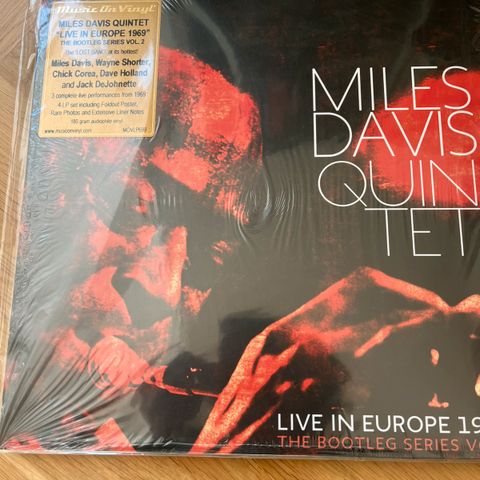 Music On Vinyl
MILES DAVIS QUINTET
"LIVE IN EUROPE 1969"
THE BOOTLEG SERIES VOL. 2
The "LOST BAND" at its hottest!
Miles Davis, Wayne Shorter,
Chick Corea, Dave Holland
and Jack DeJohnette
3 complete live performances from 1969
4 LP set including Foldout Poster,
Rare Photos and Extensive Liner Notes
180 gram audiophile vinyl
www.musiconvinyl.com MOVLP699
MILES
DAVIS
QUIN
TET
LIVE IN EUROPE 19
THE BOOTLEG SERIES VO